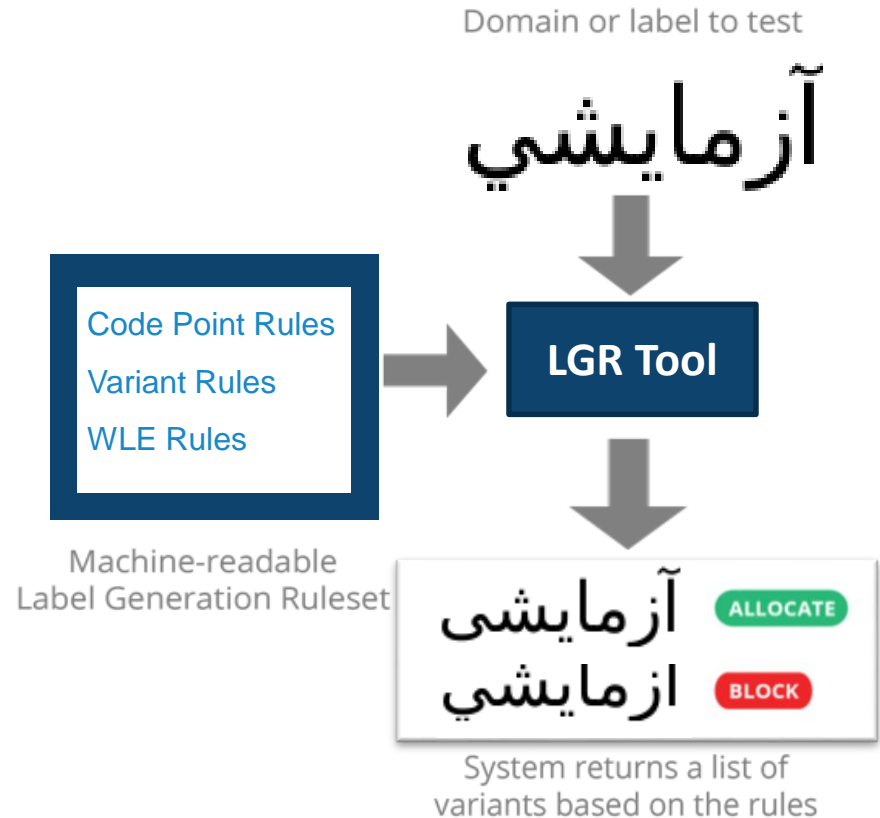 Domain or label to test
آزمايشي
Code Point Rules
Variant Rules
WLE Rules
LGR Tool
Machine-readable
Label Generation Ruleset
آزمایشی ALLOCATE
ازمايشي BLOCK
System returns a list of
variants based on the rules